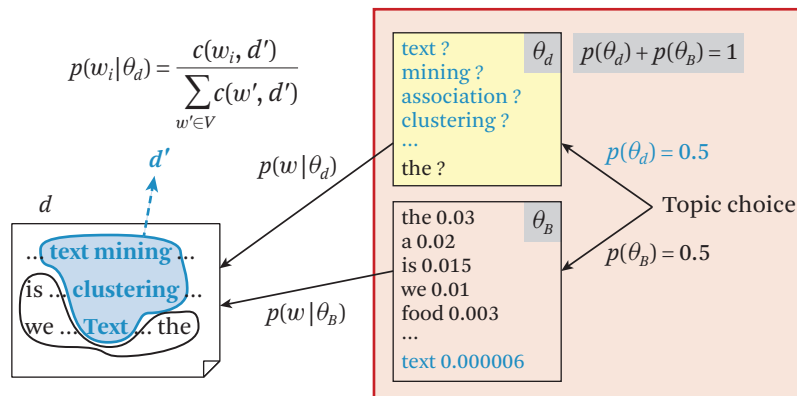 p(w_i|θ_d) = c(w_i, d′) / ∑_{w′∈V} c(w′, d′)
d′
d
... text mining ...
is ... clustering ...
we ... Text ... the
p(w|θ_d)
p(w|θ_B)
θ_d
text ?
mining ?
association ?
clustering ?
...
the ?
θ_B
the 0.03
a 0.02
is 0.015
we 0.01
food 0.003
...
text 0.000006
p(θ_d) + p(θ_B) = 1
p(θ_d) = 0.5
Topic choice
p(θ_B) = 0.5